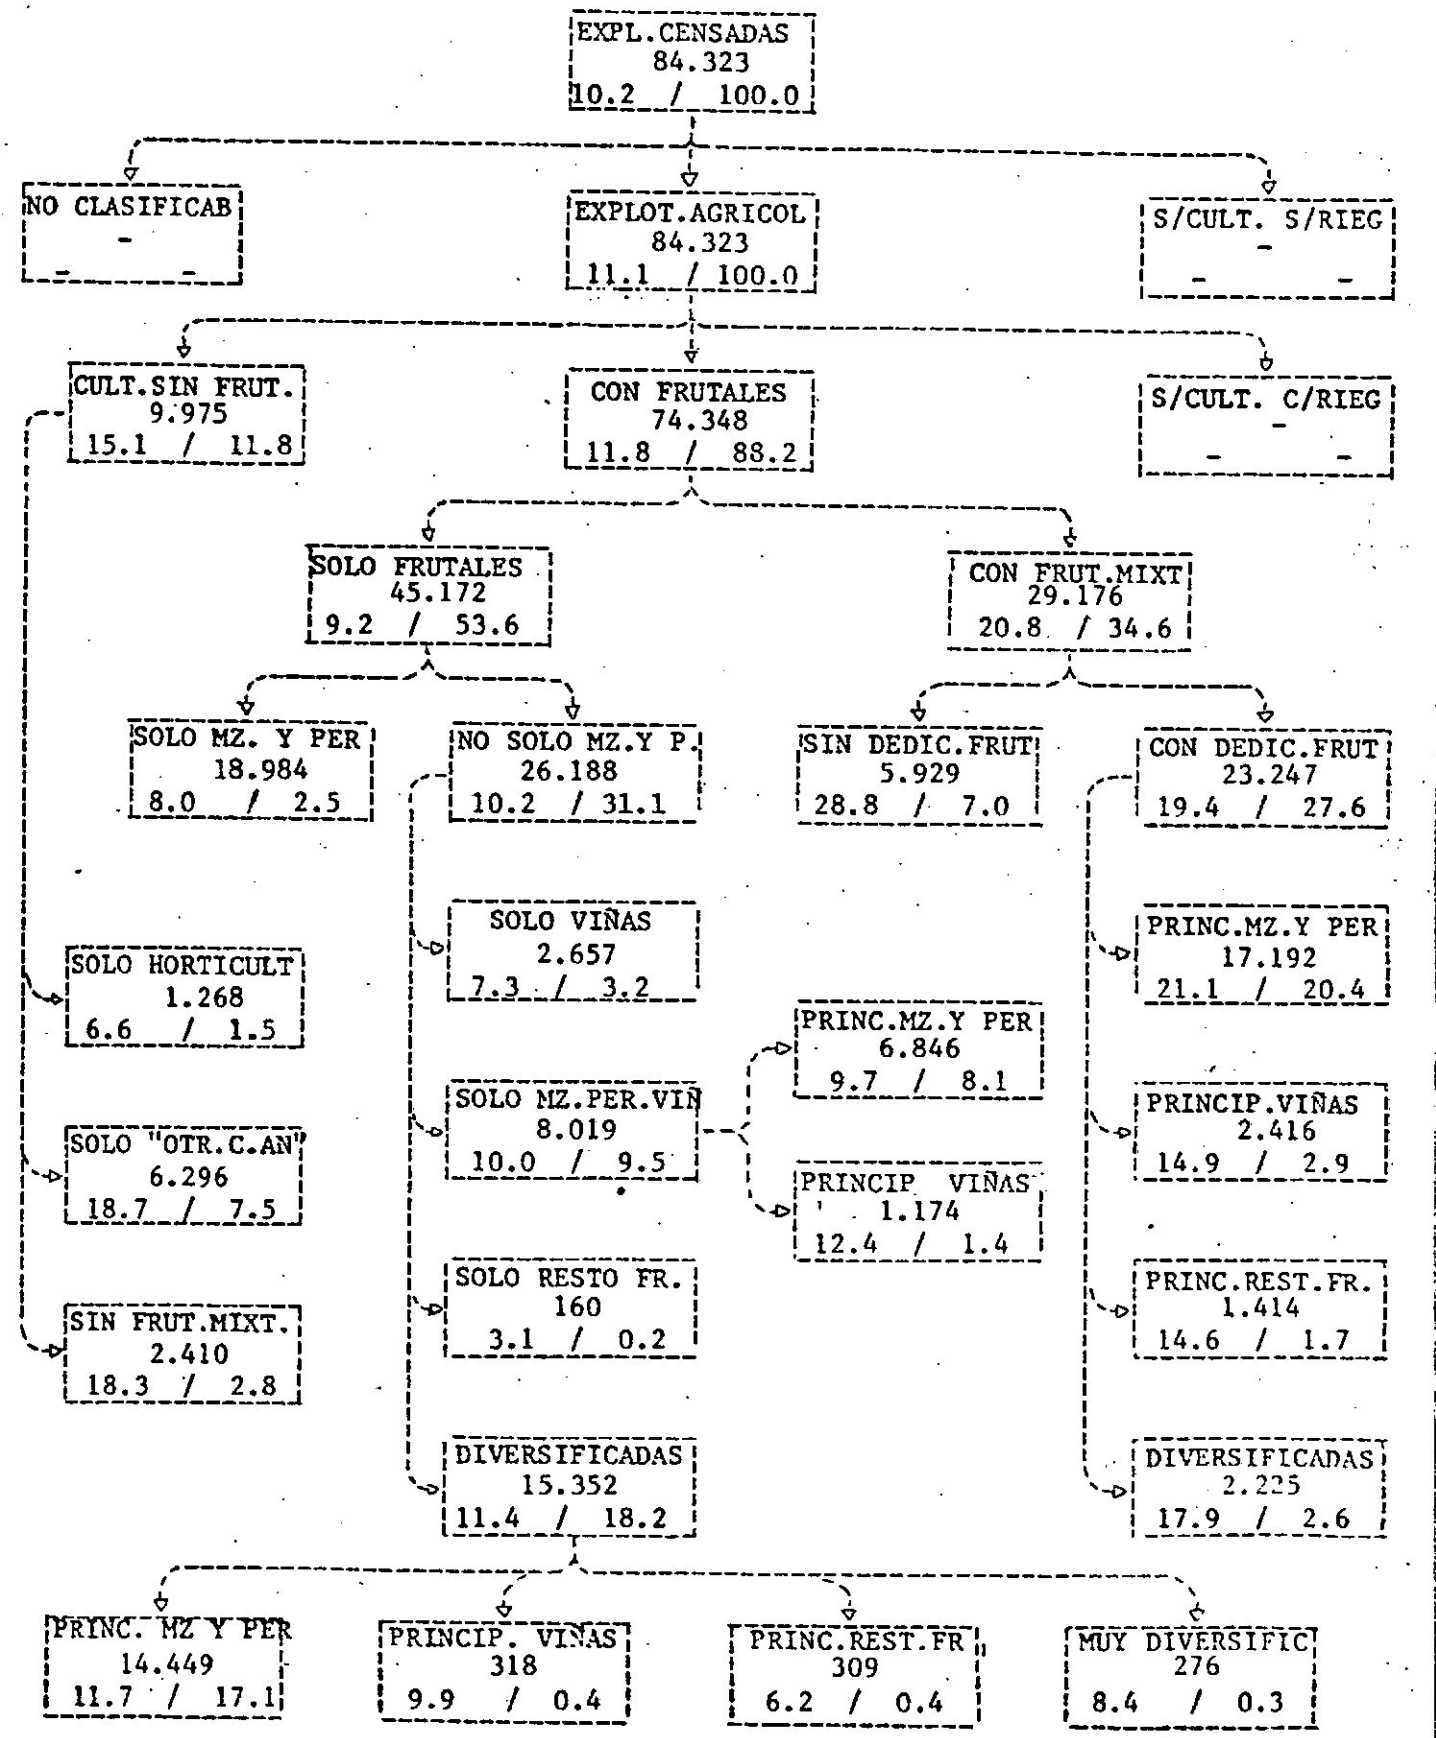 EXPL.CENSADAS
84.323
10.2 / 100.0
NO CLASIFICAB
-
- -
EXPLOT.AGRICOL
84.323
11.1 / 100.0
S/CULT. S/RIEG
-
- -
CULT.SIN FRUT.
9.975
15.1 / 11.8
CON FRUTALES
74.348
11.8 / 88.2
S/CULT. C/RIEG
-
- -
SOLO FRUTALES
45.172
9.2 / 53.6
CON FRUT.MIXT
29.176
20.8 / 34.6
SOLO MZ. Y PER
18.984
8.0 / 2.5
NO SOLO MZ.Y P.
26.188
10.2 / 31.1
SIN DEDIC.FRUT
5.929
28.8 / 7.0
CON DEDIC.FRUT
23.247
19.4 / 27.6
SOLO HORTICULT
1.268
6.6 / 1.5
SOLO VIÑAS
2.657
7.3 / 3.2
PRINC.MZ.Y PER
17.192
21.1 / 20.4
PRINC.MZ.Y PER
6.846
9.7 / 8.1
SOLO "OTR.C.AN"
6.296
18.7 / 7.5
SOLO MZ.PER.VIÑ
8.019
10.0 / 9.5
PRINCIP.VIÑAS
2.416
14.9 / 2.9
PRINCIP VIÑAS
1.174
12.4 / 1.4
SIN FRUT.MIXT.
2.410
18.3 / 2.8
SOLO RESTO FR.
160
3.1 / 0.2
PRINC.REST.FR.
1.414
14.6 / 1.7
DIVERSIFICADAS
15.352
11.4 / 18.2
DIVERSIFICADAS
2.225
17.9 / 2.6
PRINC. MZ Y PER
14.449
11.7 / 17.1
PRINCIP. VIÑAS
318
9.9 / 0.4
PRINC.REST.FR
309
6.2 / 0.4
MUY DIVERSIFIC
276
8.4 / 0.3